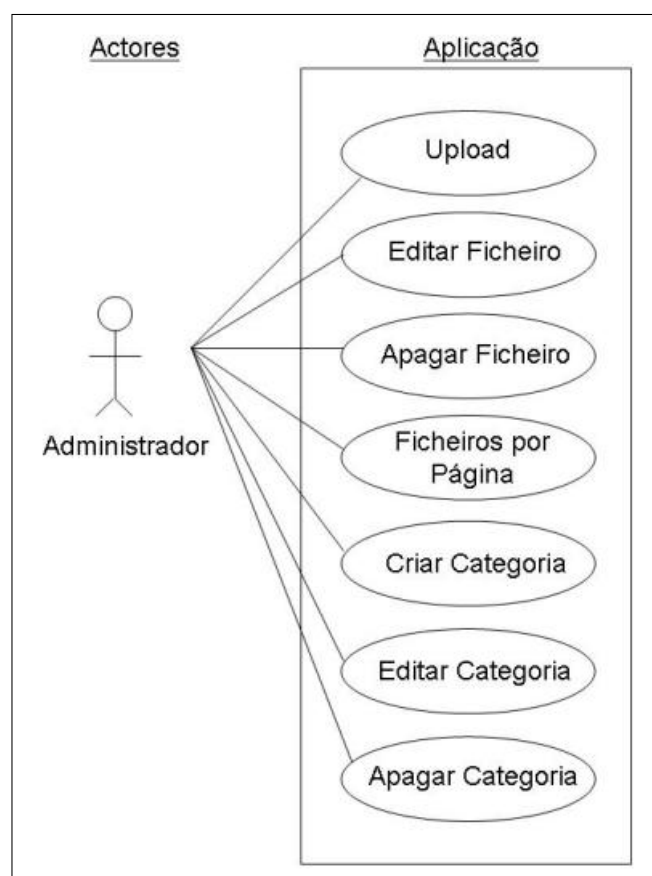 Actores
Aplicação
Upload
Editar Ficheiro
Apagar Ficheiro
Administrador
Ficheiros por
Página
Criar Categoria
Editar Categoria
Apagar Categoria